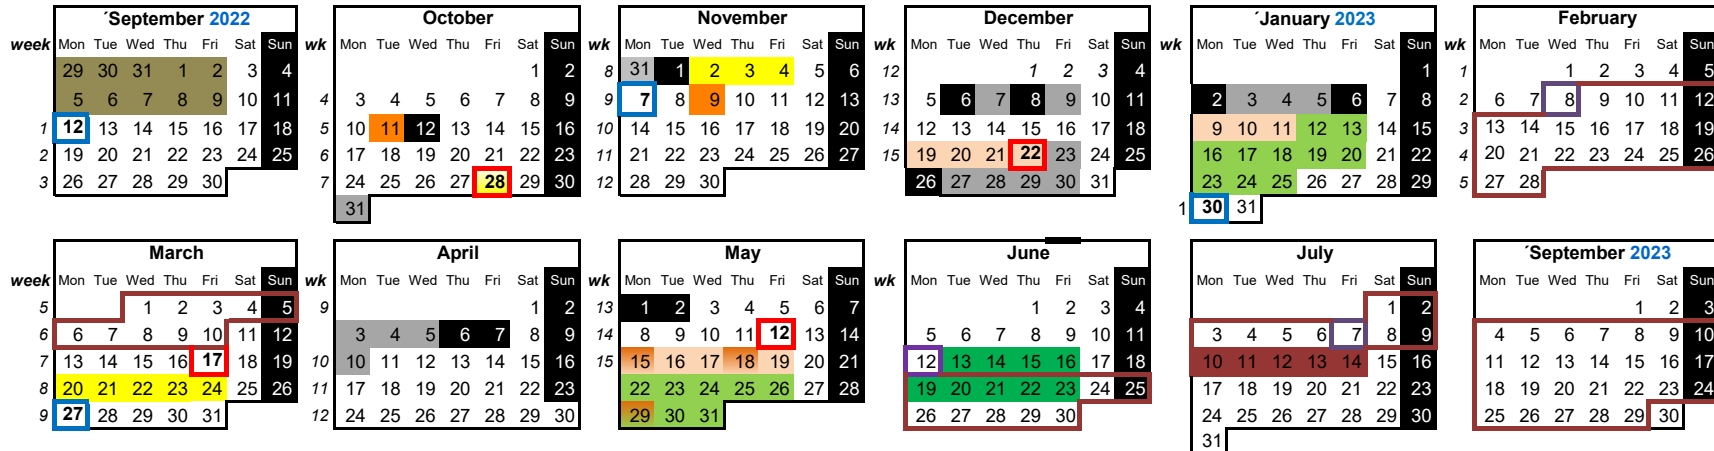 ´September 2022 October November December ´January 2023 February
week Mon Tue Wed Thu Fri Sat Sun wk Mon Tue Wed Thu Fri Sat Sun wk Mon Tue Wed Thu Fri Sat Sun wk Mon Tue Wed Thu Fri Sat Sun wk Mon Tue Wed Thu Fri Sat Sun wk Mon Tue Wed Thu Fri Sat Sun
29 30 31 1 2 3 4 1 2 8 31 1 2 3 4 5 6 12 1 2 3 4 1 1 1 2 3 4 5
5 6 7 8 9 10 11 4 3 4 5 6 7 8 9 9 7 8 9 10 11 12 13 13 5 6 7 8 9 10 11 2 3 4 5 6 7 8 2 6 7 8 9 10 11 12
1 12 13 14 15 16 17 18 5 10 11 12 13 14 15 16 10 14 15 16 17 18 19 20 14 12 13 14 15 16 17 18 9 10 11 12 13 14 15 3 13 14 15 16 17 18 19
2 19 20 21 22 23 24 25 6 17 18 19 20 21 22 23 11 21 22 23 24 25 26 27 15 19 20 21 22 23 24 25 16 17 18 19 20 21 22 4 20 21 22 23 24 25 26
3 26 27 28 29 30 7 24 25 26 27 28 29 30 12 28 29 30 26 27 28 29 30 31 23 24 25 26 27 28 29 5 27 28
31 1 30 31
March April May June July ´September 2023
week Mon Tue Wed Thu Fri Sat Sun wk Mon Tue Wed Thu Fri Sat Sun wk Mon Tue Wed Thu Fri Sat Sun wk Mon Tue Wed Thu Fri Sat Sun Mon Tue Wed Thu Fri Sat Sun Mon Tue Wed Thu Fri Sat Sun
5 1 2 3 4 5 9 1 2 13 1 2 3 4 5 6 7 1 2 3 4 1 2 1 2 3
6 6 7 8 9 10 11 12 3 4 5 6 7 8 9 14 8 9 10 11 12 13 14 5 6 7 8 9 10 11 3 4 5 6 7 8 9 4 5 6 7 8 9 10
7 13 14 15 16 17 18 19 10 10 11 12 13 14 15 16 15 15 16 17 18 19 20 21 12 13 14 15 16 17 18 10 11 12 13 14 15 16 11 12 13 14 15 16 17
8 20 21 22 23 24 25 26 11 17 18 19 20 21 22 23 22 23 24 25 26 27 28 19 20 21 22 23 24 25 17 18 19 20 21 22 23 18 19 20 21 22 23 24
9 27 28 29 30 31 12 24 25 26 27 28 29 30 29 30 31 26 27 28 29 30 24 25 26 27 28 29 30 25 26 27 28 29 30
31